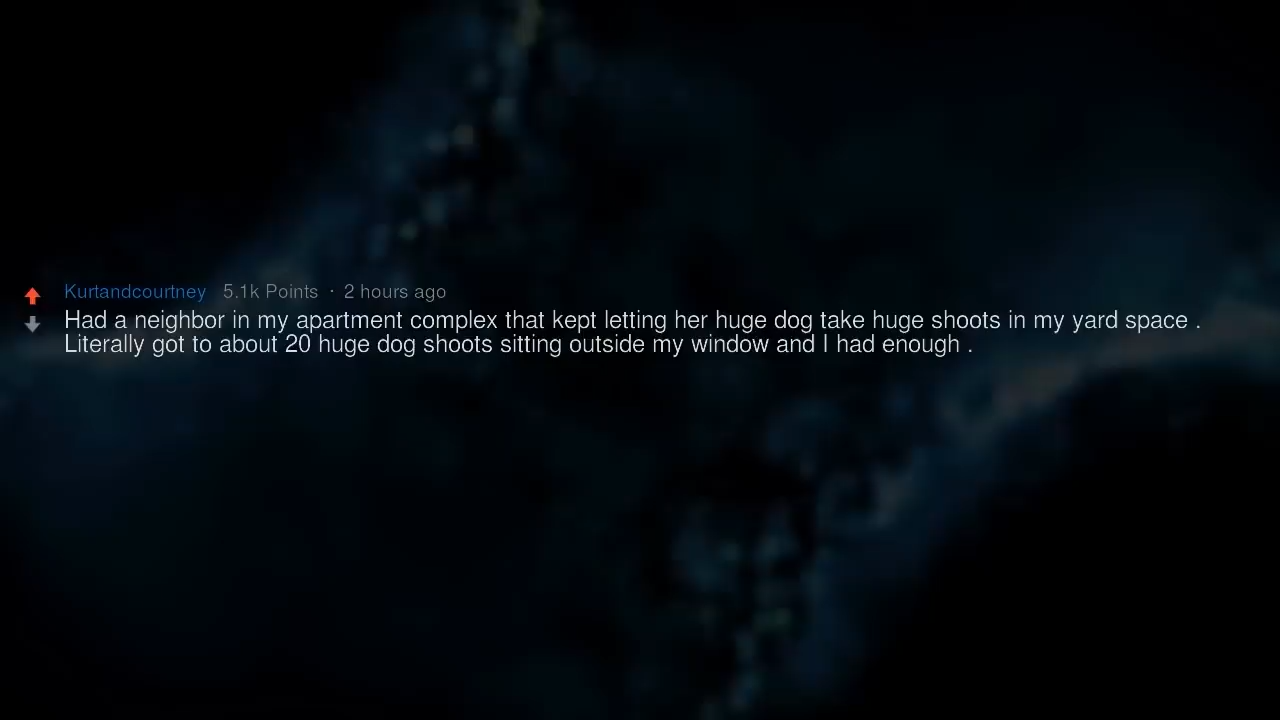 Kurtandcourtney 5.1k Points · 2 hours ago
Had a neighbor in my apartment complex that kept letting her huge dog take huge shoots in my yard space .
Literally got to about 20 huge dog shoots sitting outside my window and I had enough .